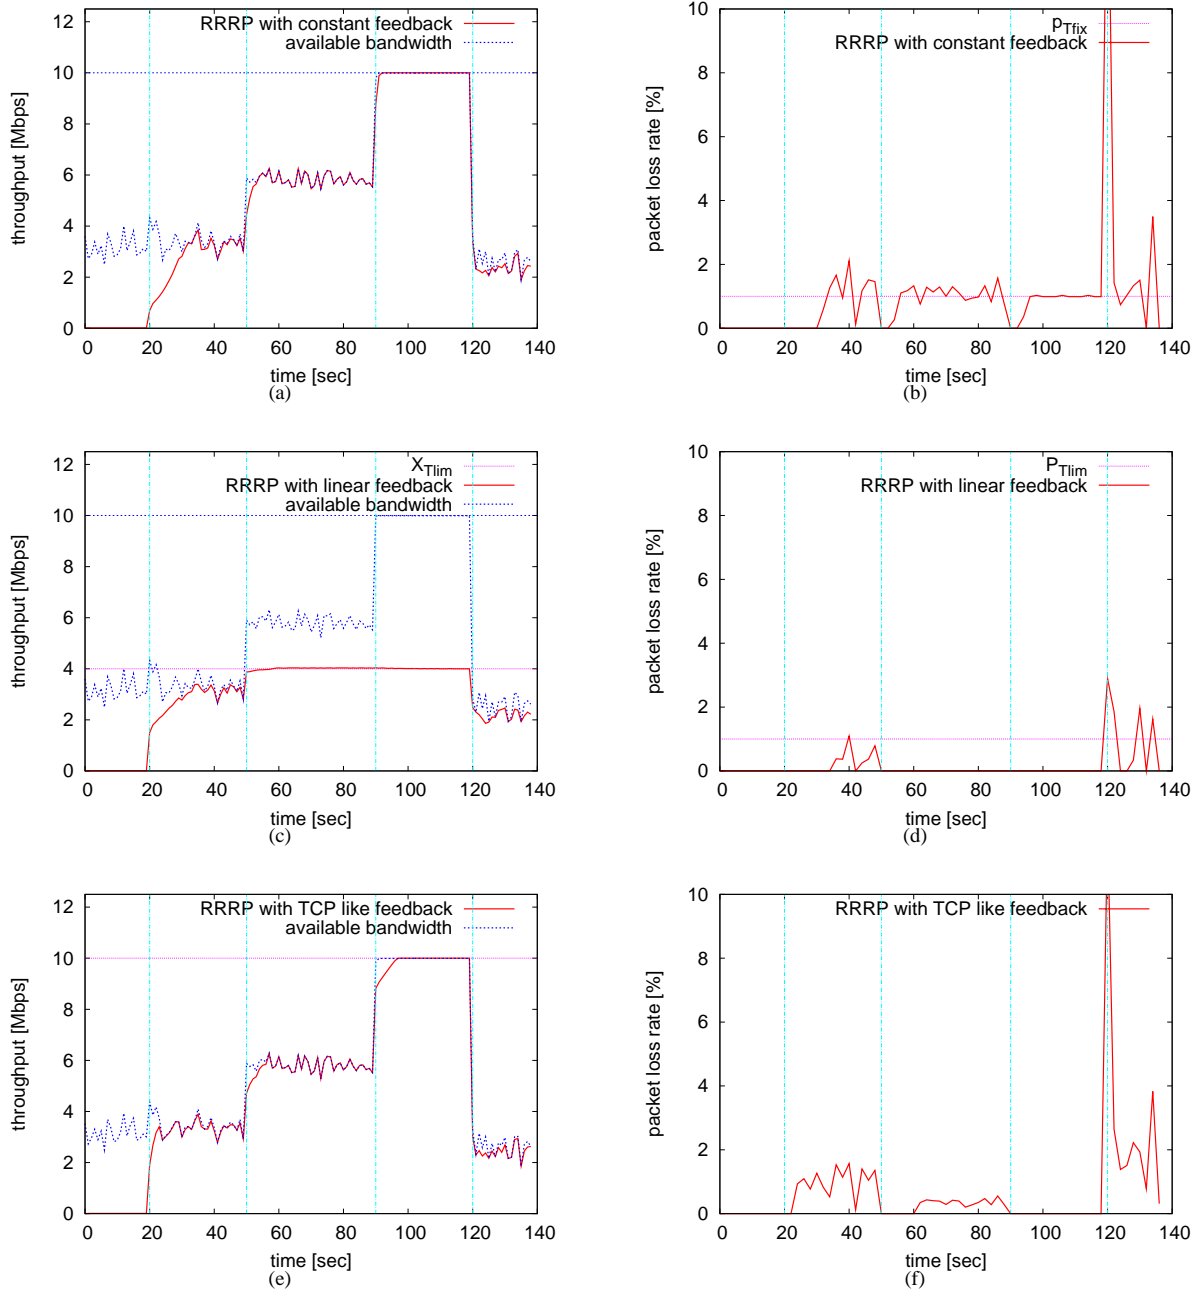 RRRP with constant feedback
available bandwidth
throughput [Mbps]
12
10
8
6
4
2
0
0 20 40 60 80 100 120 140
time [sec]
(a)
pTfix
RRRP with constant feedback
packet loss rate [%]
10
8
6
4
2
0
0 20 40 60 80 100 120 140
time [sec]
(b)
XTlim
RRRP with linear feedback
available bandwidth
throughput [Mbps]
12
10
8
6
4
2
0
0 20 40 60 80 100 120 140
time [sec]
(c)
PTlim
RRRP with linear feedback
packet loss rate [%]
10
8
6
4
2
0
0 20 40 60 80 100 120 140
time [sec]
(d)
RRRP with TCP like feedback
available bandwidth
throughput [Mbps]
12
10
8
6
4
2
0
0 20 40 60 80 100 120 140
time [sec]
(e)
RRRP with TCP like feedback
packet loss rate [%]
10
8
6
4
2
0
0 20 40 60 80 100 120 140
time [sec]
(f)